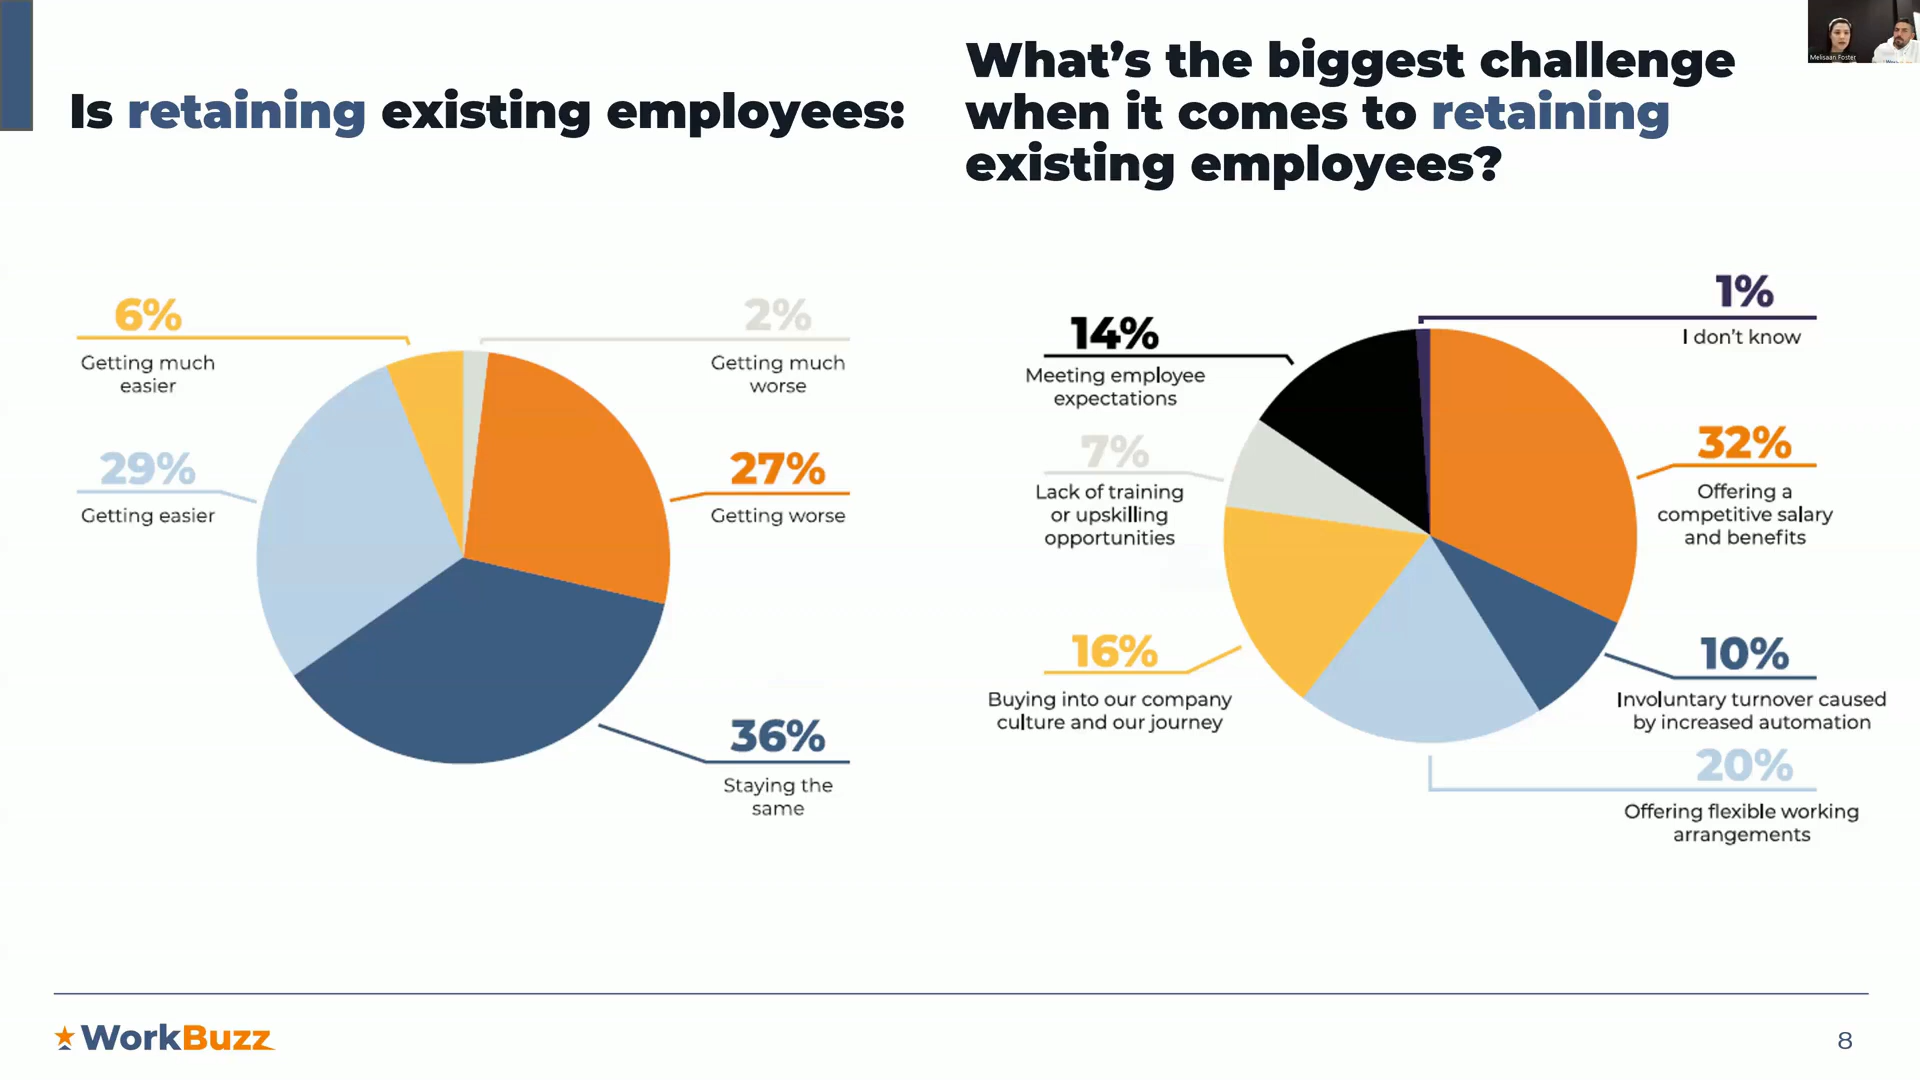 Is retaining existing employees:
What's the biggest challenge
when it comes to retaining
existing employees?
6%
Getting much
easier
29%
Getting easier
2%
Getting much
worse
27%
Getting worse
36%
Staying the
same
14%
Meeting employee
expectations
7%
Lack of training
or upskilling
opportunities
16%
Buying into our company
culture and our journey
1%
I don't know
32%
Offering a
competitive salary
and benefits
10%
Involuntary turnover caused
by increased automation
20%
Offering flexible working
arrangements
WorkBuzz
8
Melisaan Foster